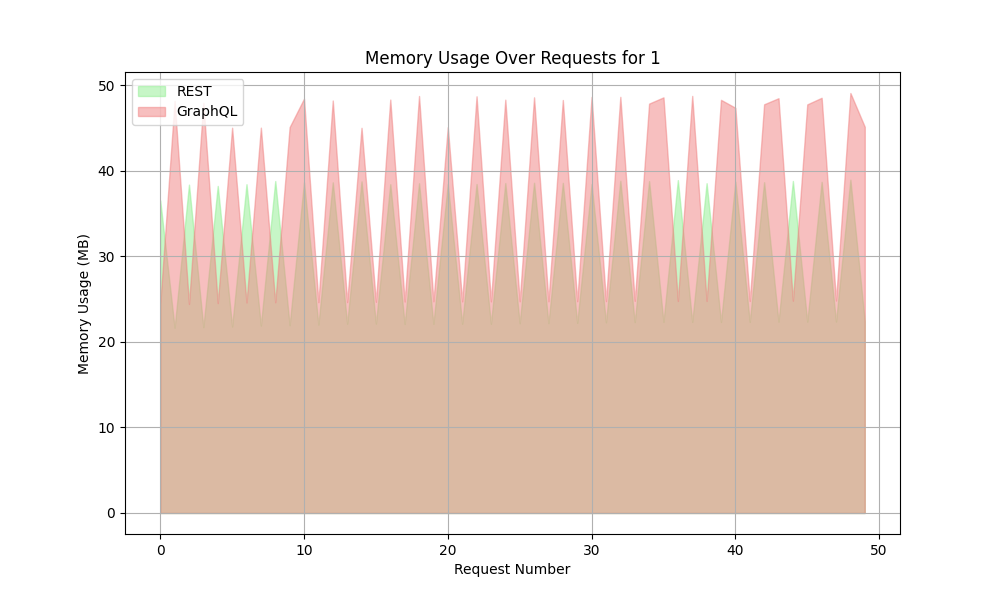 Memory Usage Over Requests for 1
REST
GraphQL
50
40
30
20
10
0
Memory Usage (MB)
0 10 20 30 40 50
Request Number